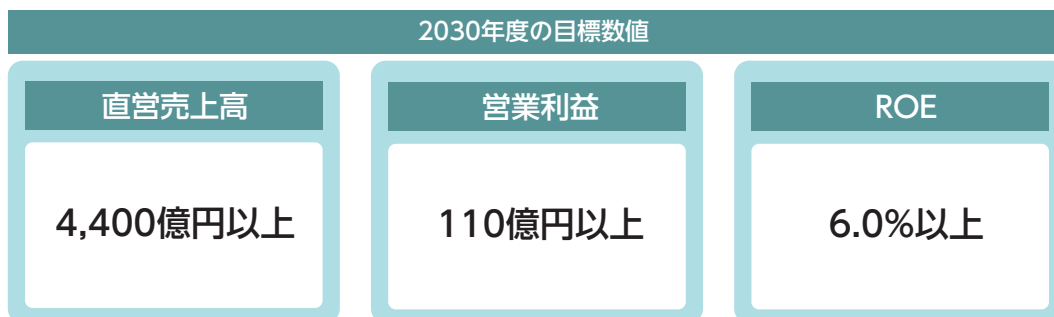 2030年度の目標数値
直営売上高
4,400億円以上
営業利益
110億円以上
ROE
6.0%以上